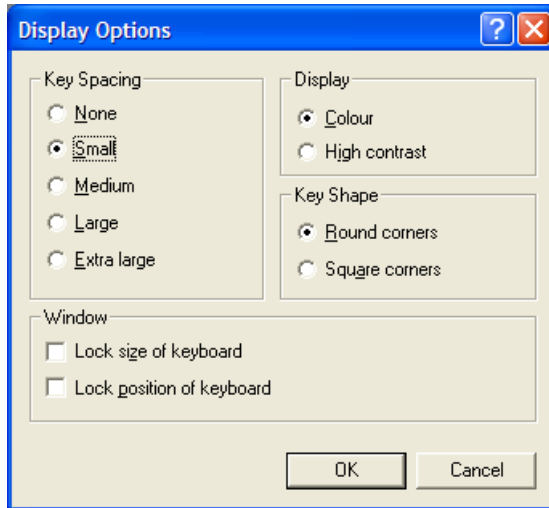 Display Options
?
Key Spacing
None
Small
Medium
Large
Extra large
Display
Colour
High contrast
Key Shape
Round corners
Square corners
Window
Lock size of keyboard
Lock position of keyboard
OK
Cancel